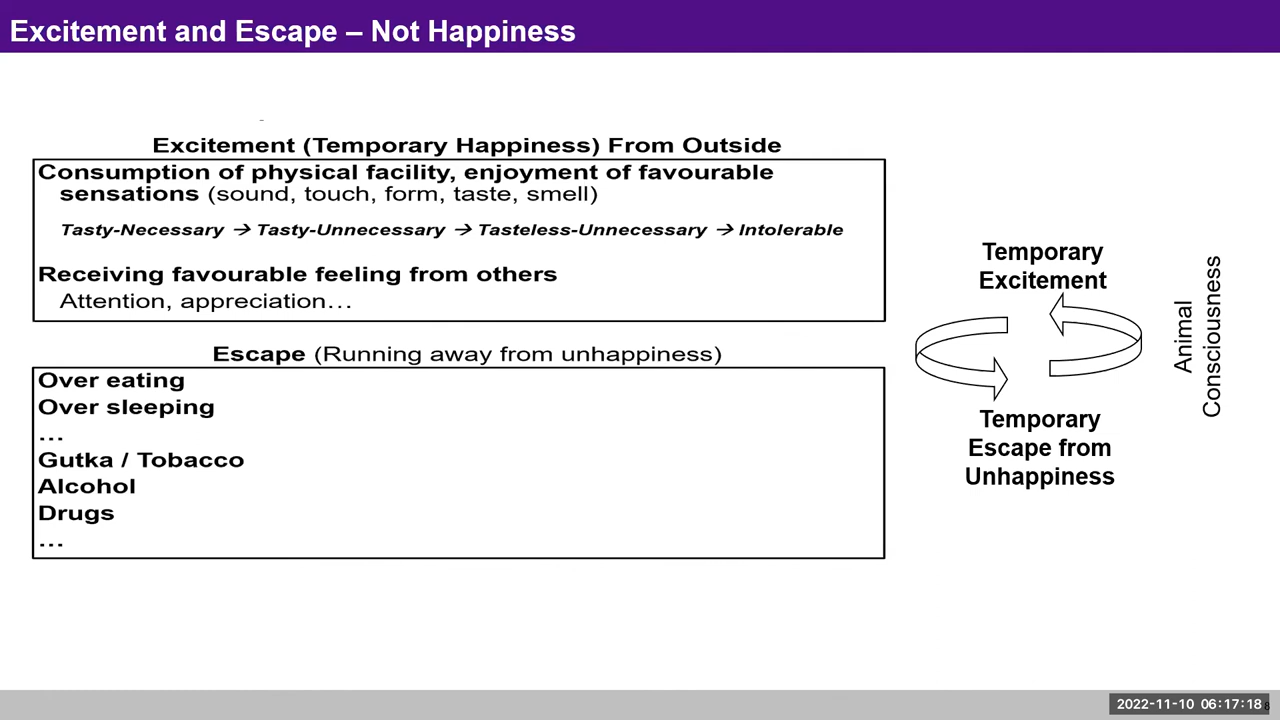 Excitement and Escape – Not Happiness
Excitement (Temporary Happiness) From Outside
Consumption of physical facility, enjoyment of favourable
sensations (sound, touch, form, taste, smell)
Tasty-Necessary → Tasty-Unnecessary → Tasteless-Unnecessary → Intolerable
Receiving favourable feeling from others
Attention, appreciation…
Escape (Running away from unhappiness)
Over eating
Over sleeping
…
Gutka / Tobacco
Alcohol
Drugs
…
Temporary
Excitement
Temporary
Escape from
Unhappiness
Animal
Consciousness
2022-11-10 06:17:18
8